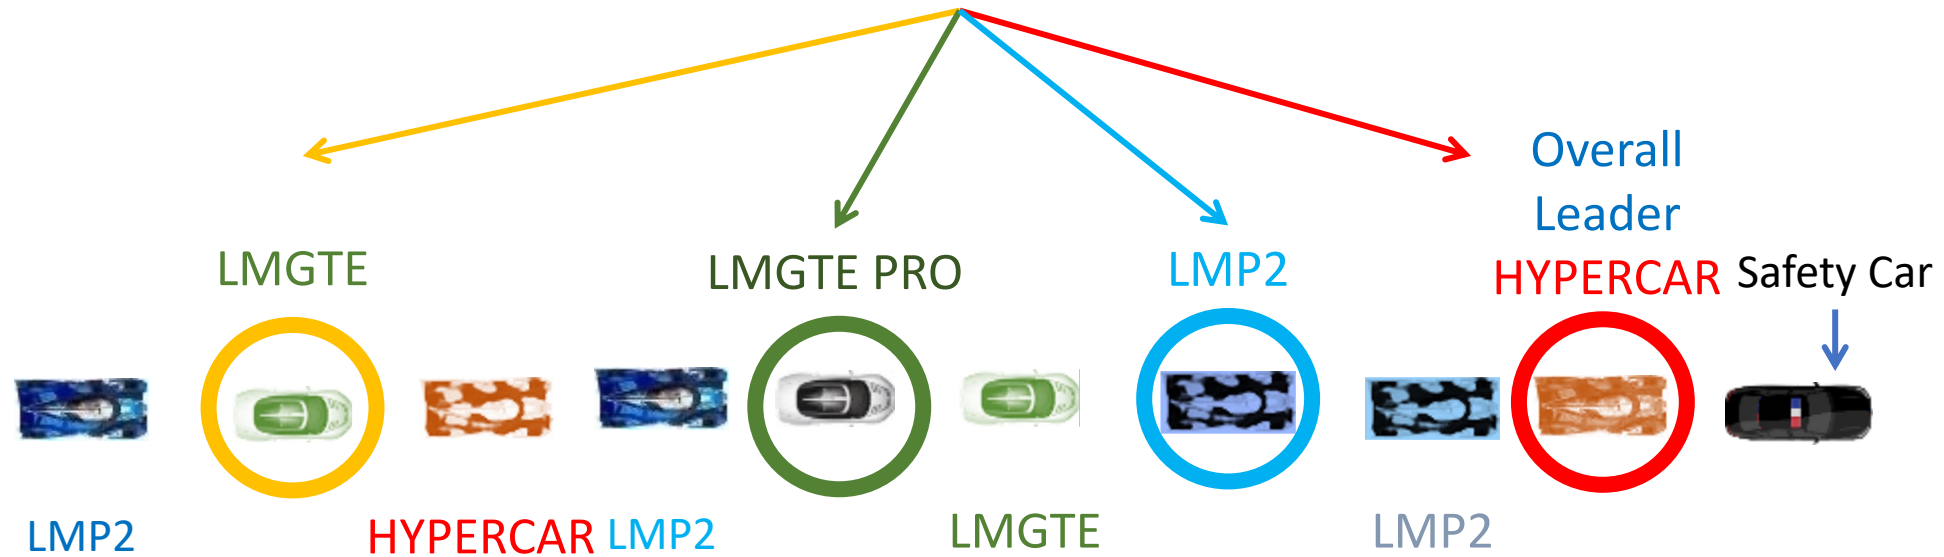 Overall
Leader
LMGTE
LMGTE PRO
LMP2
HYPERCAR
Safety Car
LMP2
HYPERCAR
LMP2
LMGTE
LMP2